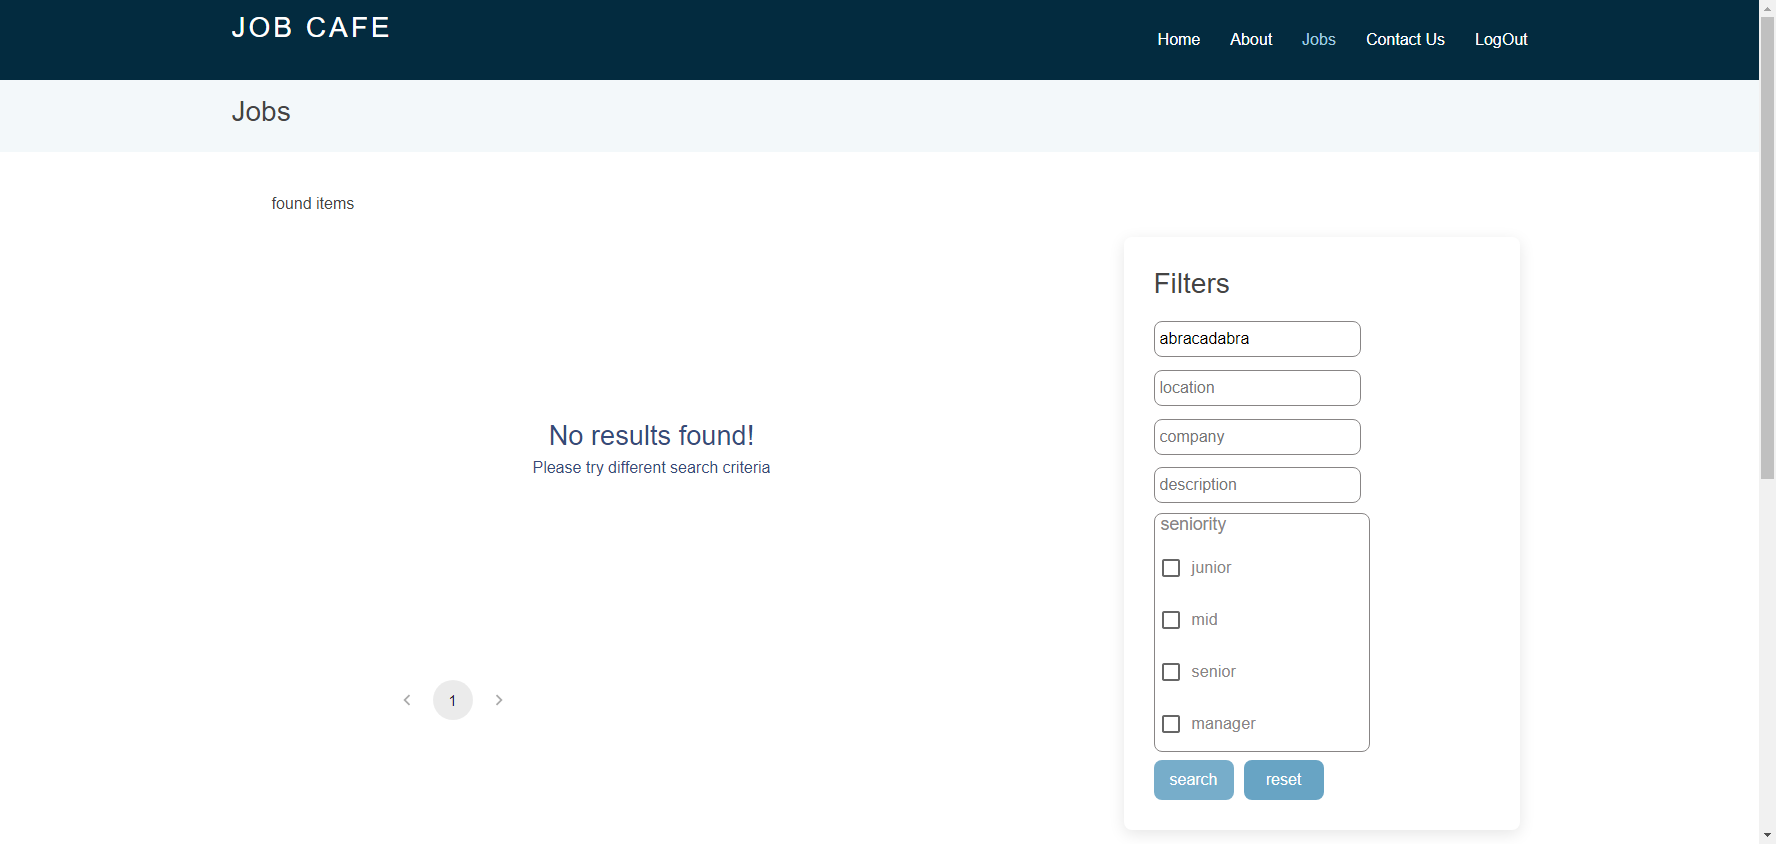 JOB CAFE
Home About Jobs Contact Us LogOut
Jobs
found items
No results found!
Please try different search criteria
1
Filters
abracadabra
location
company
description
seniority
junior
mid
senior
manager
search reset